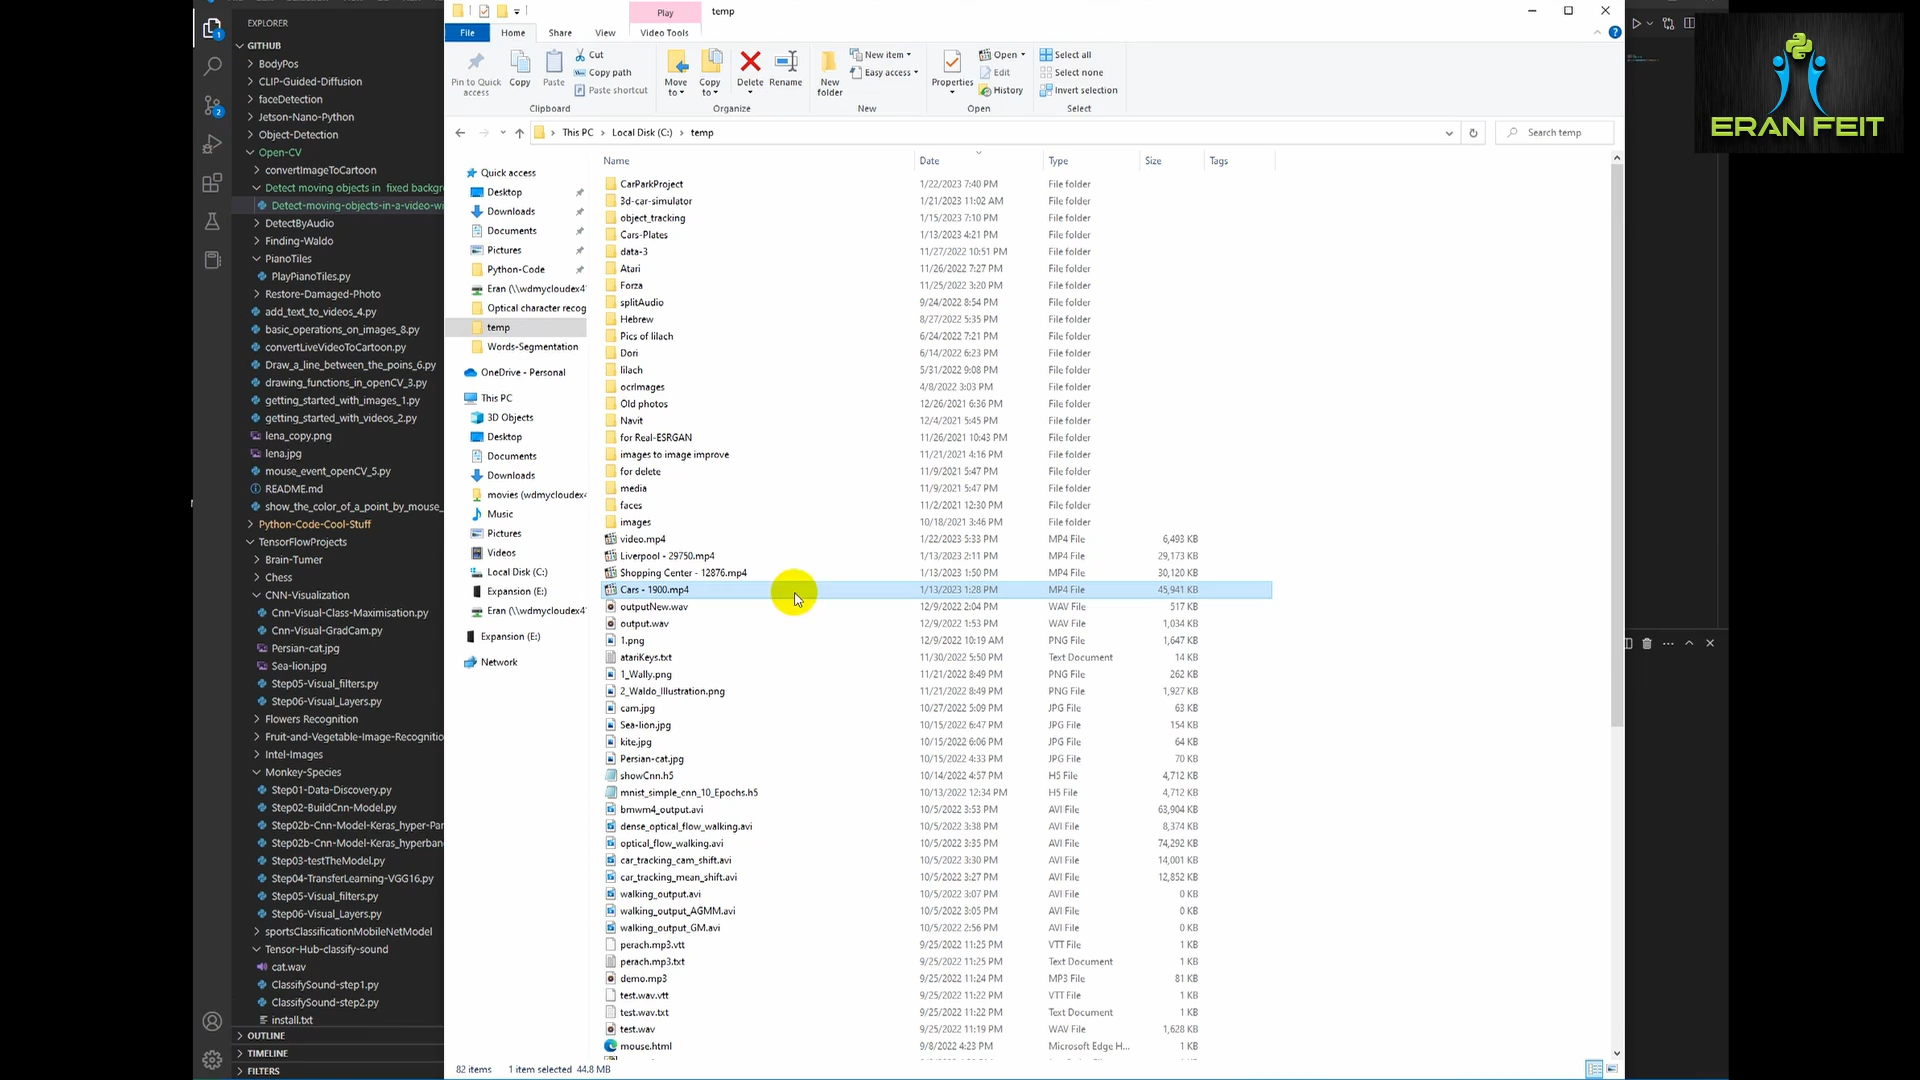 EXPLORER
GITHUB
BodyPos
CLIP-Guided-Diffusion
faceDetection
Jetson-Nano-Python
Object-Detection
Open-CV
convertImageToCartoon
Detect moving objects in fixed backgr
Detect-moving-objects-in-a-video-wi
DetectByAudio
Finding-Waldo
PianoTiles
PlayPianoTiles.py
Restore-Damaged-Photo
add_text_to_videos_4.py
basic_operations_on_images_8.py
convertLiveVideoToCartoon.py
Draw_a_line_between_the_poins_6.py
drawing_functions_in_openCV_3.py
getting_started_with_images_1.py
getting_started_with_videos_2.py
lena_copy.png
lena.jpg
mouse_event_openCV_5.py
README.md
show_the_color_of_a_point_by_mouse_
Python-Code-Cool-Stuff
TensorFlowProjects
Brain-Tumer
Chess
CNN-Visualization
Cnn-Visual-Class-Maximisation.py
Cnn-Visual-GradCam.py
Persian-cat.jpg
Sea-lion.jpg
Step05-Visual_filters.py
Step06-Visual_Layers.py
Flowers Recognition
Fruit-and-Vegetable-Image-Recognitio
Intel-Images
Monkey-Species
Step01-Data-Discovery.py
Step02-BuildCnn-Model.py
Step02b-Cnn-Model-Keras_hyper-Par
Step02b-Cnn-Model-Keras_hyperban
Step03-testTheModel.py
Step04-TransferLearning-VGG16.py
Step05-Visual_filters.py
Step06-Visual_Layers.py
sportsClassificationMobileNetModel
Tensor-Hub-classify-sound
cat.wav
ClassifySound-step1.py
ClassifySound-step2.py
install.txt
OUTLINE
TIMELINE
FILTERS
Play temp
File Home Share View Video Tools
Pin to Quick access
Copy
Paste
Cut
Copy path
Paste shortcut
Clipboard
Move to
Copy to
Delete
Rename
Organize
New folder
New item
Easy access
New
Properties
Open
Edit
History
Open
Select all
Select none
Invert selection
Select
This PC > Local Disk (C:) > temp
Search temp
Quick access
Desktop
Downloads
Documents
Pictures
Python-Code
Eran (\\wdmycloudex4
Optical character recog
temp
Words-Segmentation
OneDrive - Personal
This PC
3D Objects
Desktop
Documents
Downloads
movies (wdmycloudex4
Music
Pictures
Videos
Local Disk (C:)
Expansion (E:)
Eran (\\wdmycloudex4
Expansion (E:)
Network
Name Date Type Size Tags
CarParkProject 1/22/2023 7:40 PM File folder
3d-car-simulator 1/21/2023 11:02 AM File folder
object_tracking 1/15/2023 7:10 PM File folder
Cars-Plates 1/13/2023 4:21 PM File folder
data-3 11/27/2022 10:51 PM File folder
Atari 11/26/2022 7:27 PM File folder
Forza 11/25/2022 3:20 PM File folder
splitAudio 9/24/2022 8:54 PM File folder
Hebrew 8/27/2022 5:35 PM File folder
Pics of lilach 6/24/2022 7:21 PM File folder
Dori 6/14/2022 6:23 PM File folder
lilach 5/31/2022 9:08 PM File folder
ocrImages 4/8/2022 3:03 PM File folder
Old photos 12/26/2021 6:36 PM File folder
Navit 12/4/2021 5:45 PM File folder
for Real-ESRGAN 11/26/2021 10:43 PM File folder
images to image improve 11/21/2021 4:16 PM File folder
for delete 11/9/2021 5:47 PM File folder
media 11/9/2021 5:47 PM File folder
faces 11/2/2021 12:30 PM File folder
images 10/18/2021 3:46 PM File folder
video.mp4 1/22/2023 5:33 PM MP4 File 6,493 KB
Liverpool - 29750.mp4 1/13/2023 2:11 PM MP4 File 29,173 KB
Shopping Center - 12876.mp4 1/13/2023 1:50 PM MP4 File 30,120 KB
Cars - 1900.mp4 1/13/2023 1:28 PM MP4 File 45,941 KB
outputNew.wav 12/9/2022 2:04 PM WAV File 517 KB
output.wav 12/9/2022 1:53 PM WAV File 1,034 KB
1.png 12/9/2022 10:19 AM PNG File 1,647 KB
atariKeys.txt 11/30/2022 5:50 PM Text Document 14 KB
1_Wally.png 11/21/2022 8:49 PM PNG File 262 KB
2_Waldo_Illustration.png 11/21/2022 8:49 PM PNG File 1,927 KB
cam.jpg 10/27/2022 5:09 PM JPG File 63 KB
Sea-lion.jpg 10/15/2022 6:47 PM JPG File 154 KB
kite.jpg 10/15/2022 6:06 PM JPG File 64 KB
Persian-cat.jpg 10/15/2022 4:33 PM JPG File 70 KB
showCnn.h5 10/14/2022 4:57 PM H5 File 4,712 KB
mnist_simple_cnn_10_Epochs.h5 10/13/2022 12:34 PM H5 File 4,712 KB
bmwm4_output.avi 10/5/2022 3:53 PM AVI File 63,904 KB
dense_optical_flow_walking.avi 10/5/2022 3:38 PM AVI File 8,374 KB
optical_flow_walking.avi 10/5/2022 3:35 PM AVI File 74,292 KB
car_tracking_cam_shift.avi 10/5/2022 3:30 PM AVI File 14,001 KB
car_tracking_mean_shift.avi 10/5/2022 3:27 PM AVI File 12,852 KB
walking_output.avi 10/5/2022 3:07 PM AVI File 0 KB
walking_output_AGMM.avi 10/5/2022 3:05 PM AVI File 0 KB
walking_output_GM.avi 10/5/2022 2:56 PM AVI File 0 KB
perach.mp3.vtt 9/25/2022 11:25 PM VTT File 1 KB
perach.mp3.txt 9/25/2022 11:25 PM Text Document 1 KB
demo.mp3 9/25/2022 11:24 PM MP3 File 81 KB
test.wav.vtt 9/25/2022 11:22 PM VTT File 1 KB
test.wav.txt 9/25/2022 11:22 PM Text Document 1 KB
test.wav 9/25/2022 11:19 PM WAV File 1,628 KB
mouse.html 9/8/2022 4:23 PM Microsoft Edge H... 1 KB
82 items 1 item selected 44.8 MB
ERAN FEIT